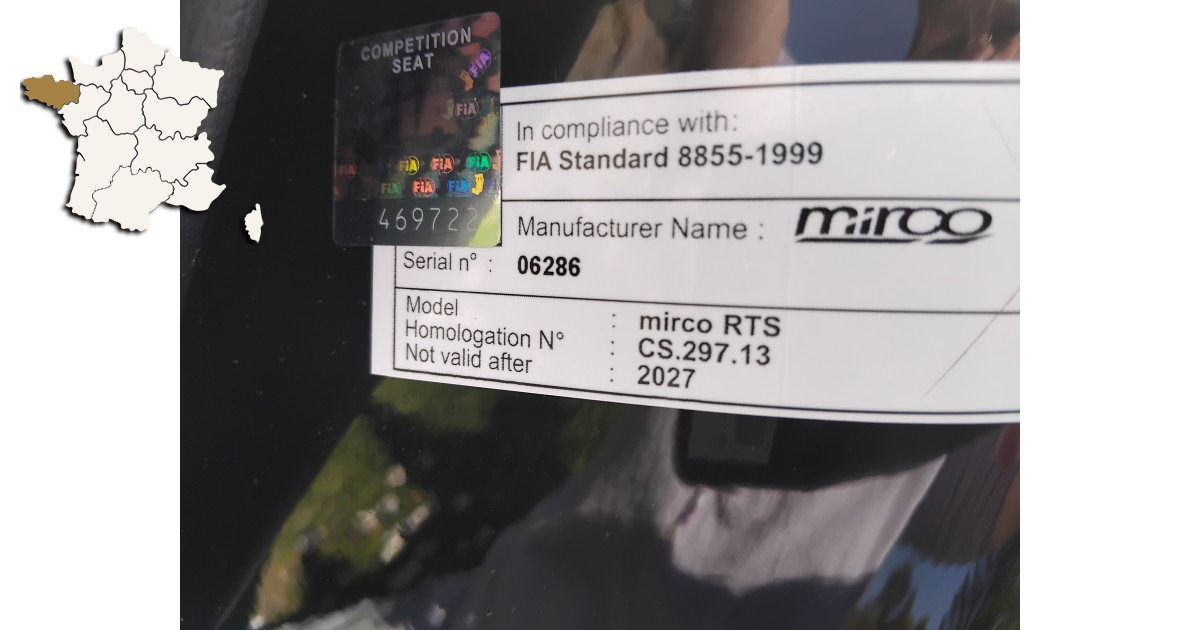 COMPETITION
SEAT
FIA
FIA
FIA FIA FIA FIA
FIA FIA FIA
469722
In compliance with:
FIA Standard 8855-1999
Manufacturer Name : mirco
Serial n° : 06286
Model : mirco RTS
Homologation N° : CS.297.13
Not valid after : 2027